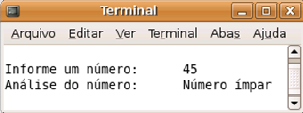 Terminal
Arquivo Editar Ver Terminal Abas Ajuda
Informe um número: 45
Análise do número: Número ímpar